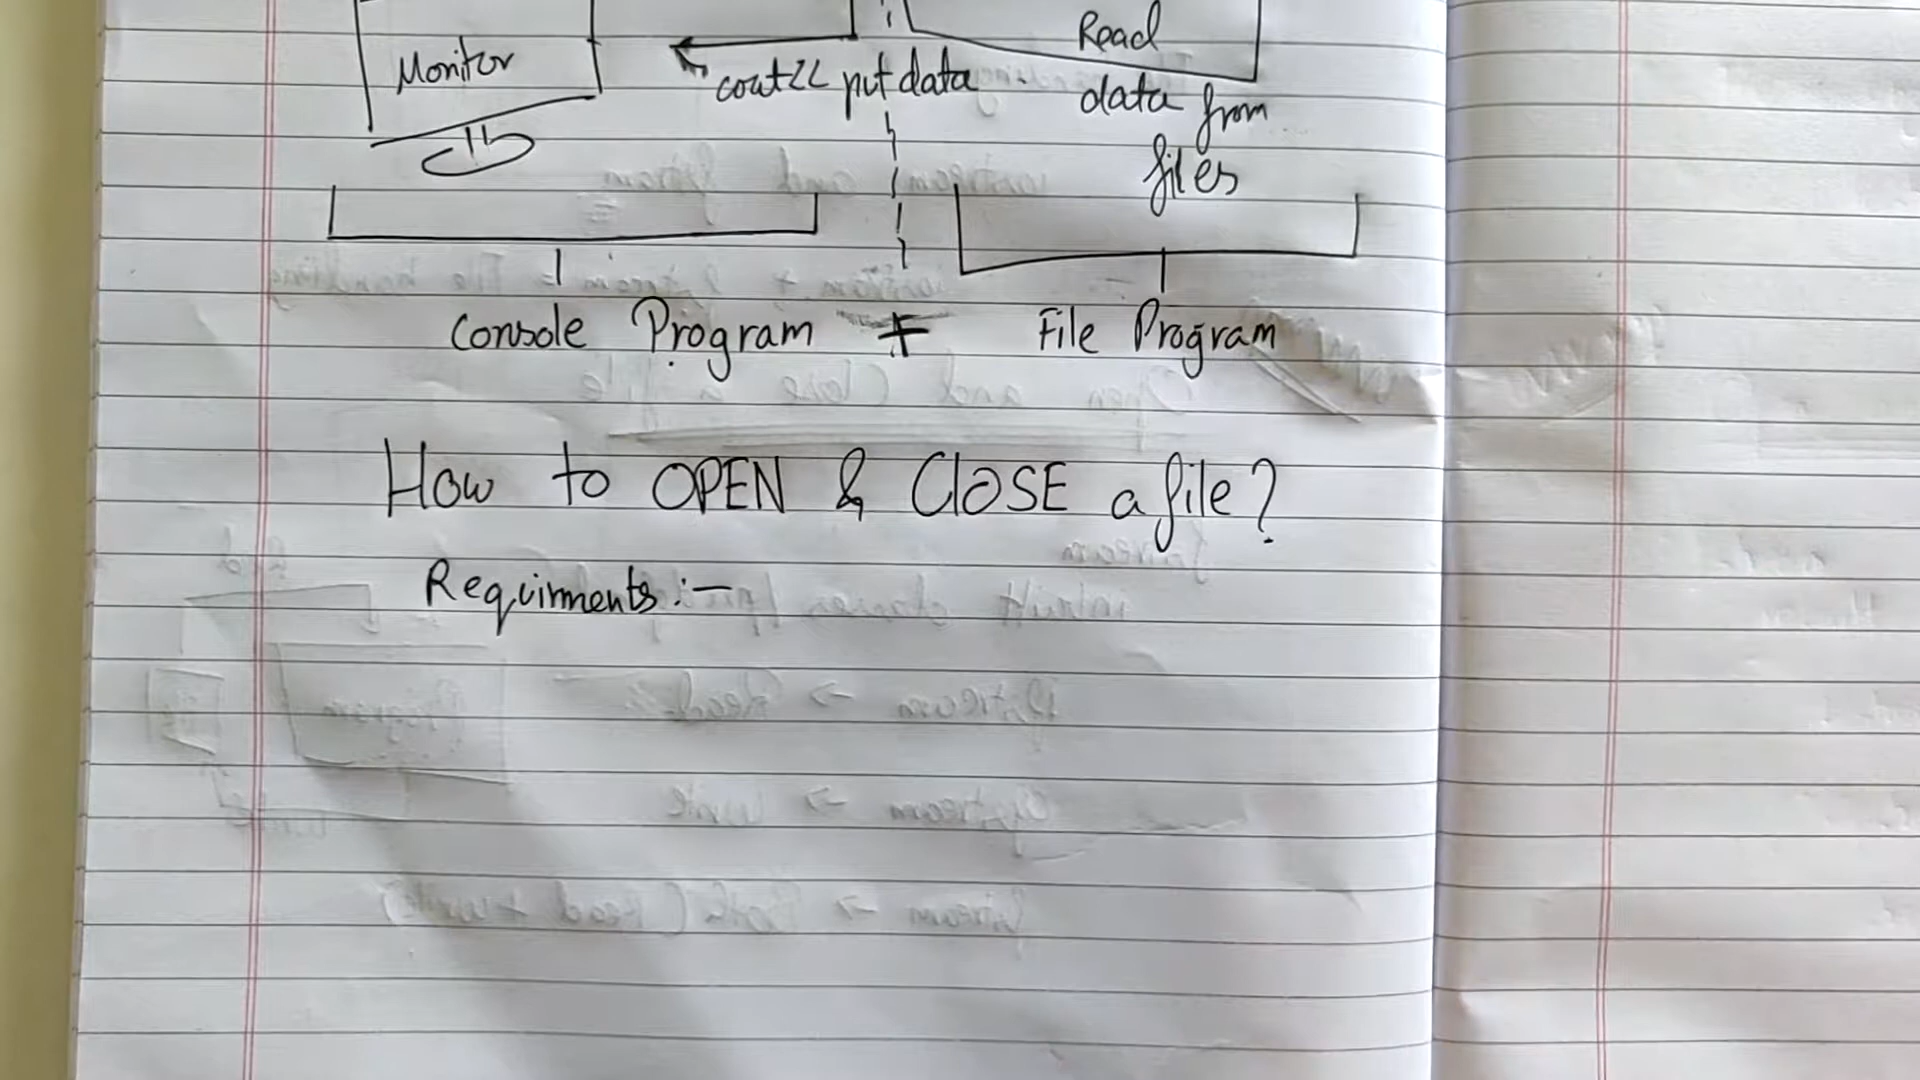 Monitor
Read
cout<< put data
data from
files
Console Program + File Program
How to OPEN & ClOSE a file?
Requirments :-